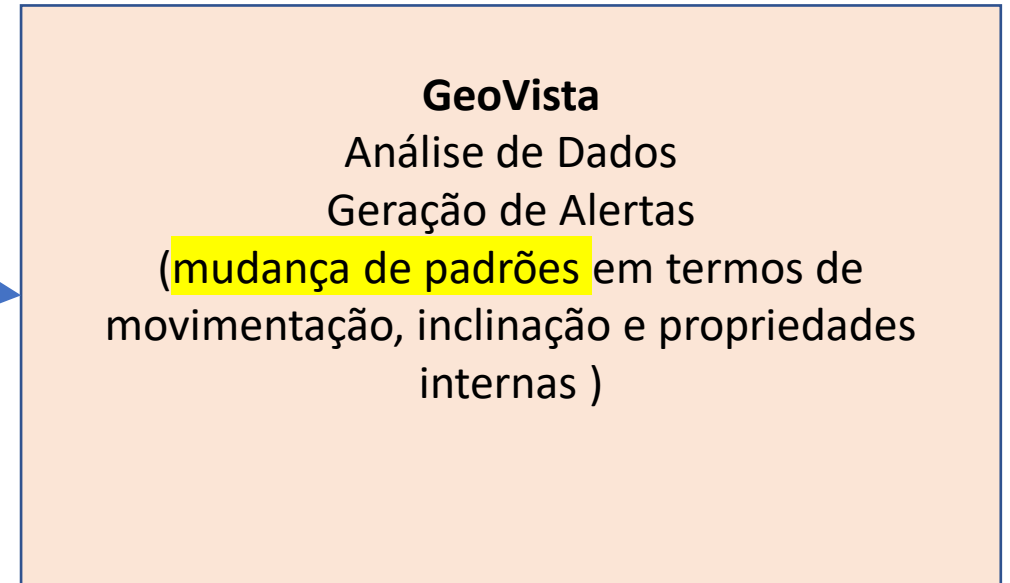 GeoVista
Análise de Dados
Geração de Alertas
(mudança de padrões em termos de
movimentação, inclinação e propriedades
internas )